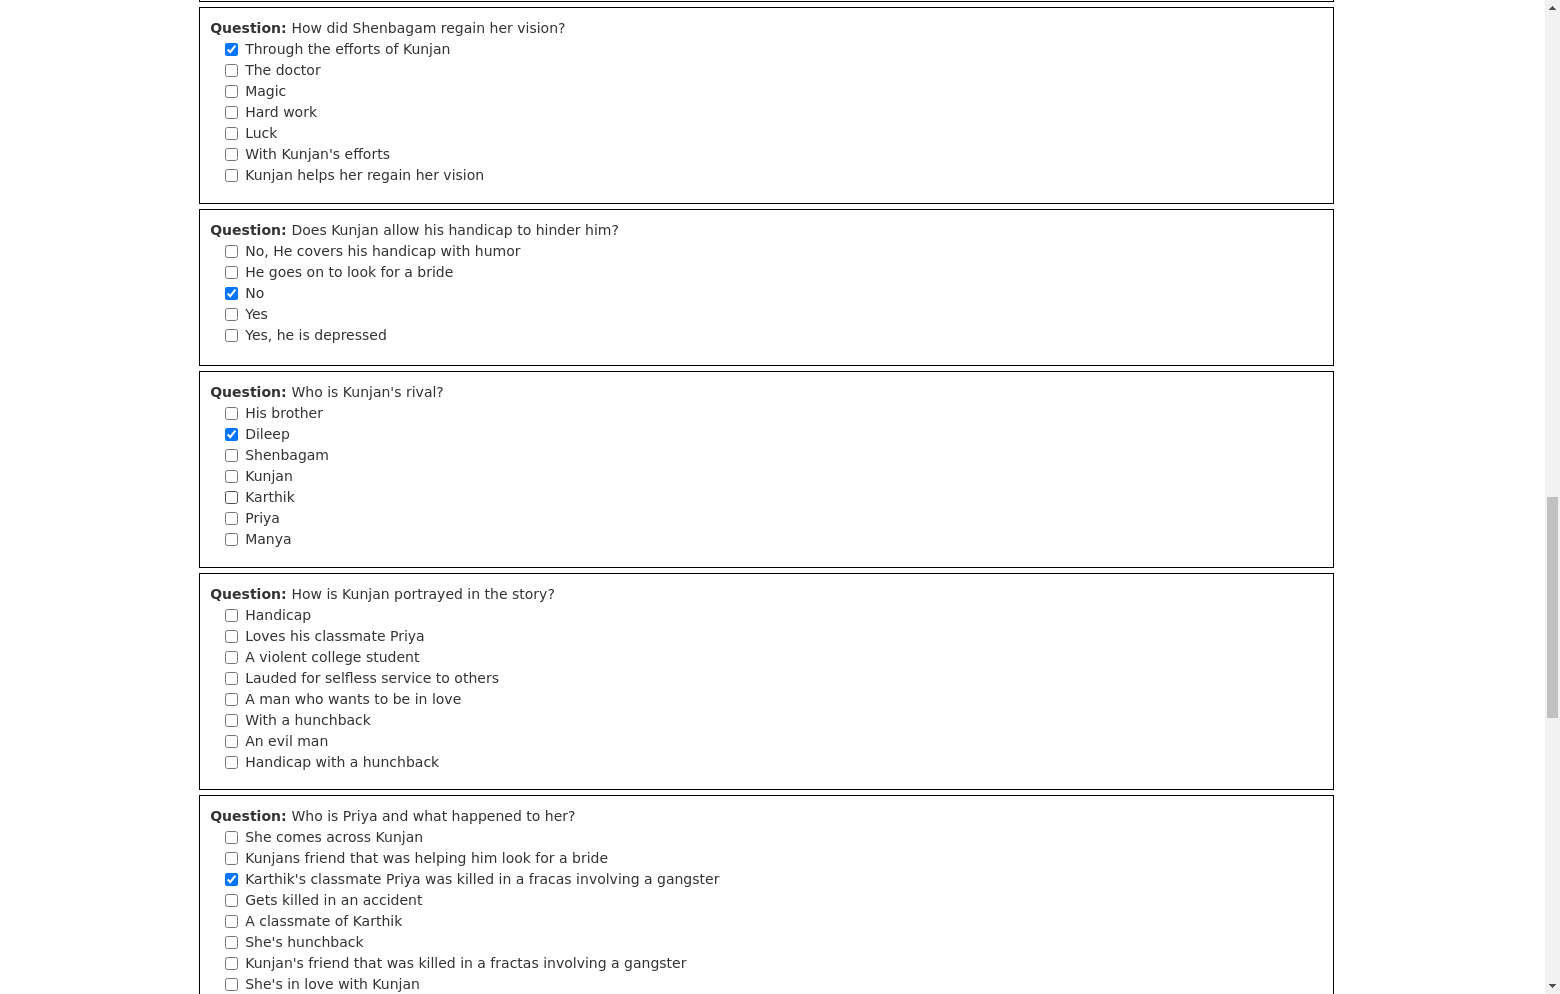 Question: How did Shenbagam regain her vision?
Through the efforts of Kunjan
The doctor
Magic
Hard work
Luck
With Kunjan's efforts
Kunjan helps her regain her vision
Question: Does Kunjan allow his handicap to hinder him?
No, He covers his handicap with humor
He goes on to look for a bride
No
Yes
Yes, he is depressed
Question: Who is Kunjan's rival?
His brother
Dileep
Shenbagam
Kunjan
Karthik
Priya
Manya
Question: How is Kunjan portrayed in the story?
Handicap
Loves his classmate Priya
A violent college student
Lauded for selfless service to others
A man who wants to be in love
With a hunchback
An evil man
Handicap with a hunchback
Question: Who is Priya and what happened to her?
She comes across Kunjan
Kunjans friend that was helping him look for a bride
Karthik's classmate Priya was killed in a fracas involving a gangster
Gets killed in an accident
A classmate of Karthik
She's hunchback
Kunjan's friend that was killed in a fractas involving a gangster
She's in love with Kunjan